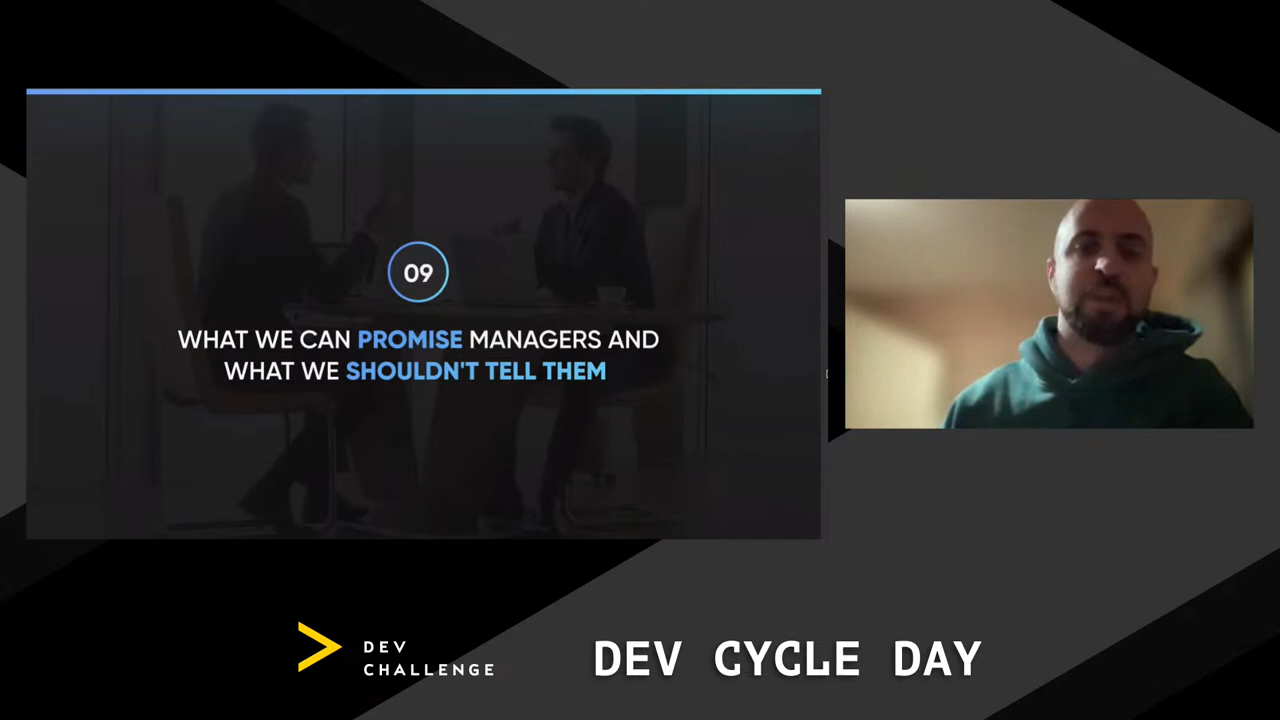 09
WHAT WE CAN PROMISE MANAGERS AND
WHAT WE SHOULDN'T TELL THEM
DEV
CHALLENGE
DEV CYCLE DAY